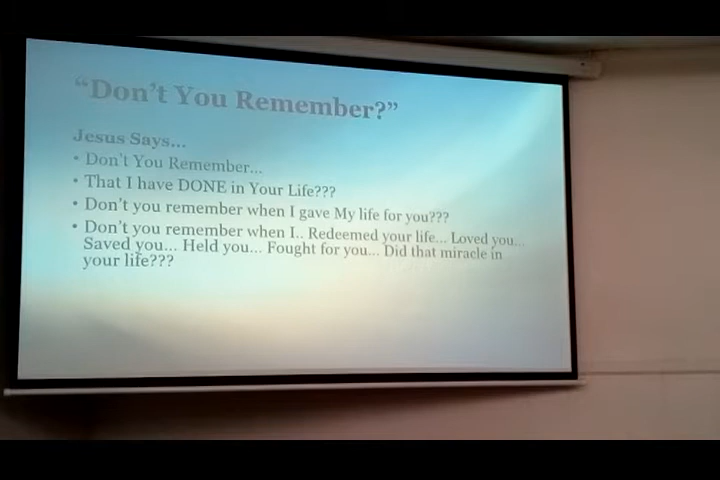 “Don’t You Remember?”
Jesus Says...
• Don’t You Remember...
• That I have DONE in Your Life???
• Don’t you remember when I gave My life for you???
• Don’t you remember when I.. Redeemed your life... Loved you...
Saved you... Held you... Fought for you... Did that miracle in
your life???